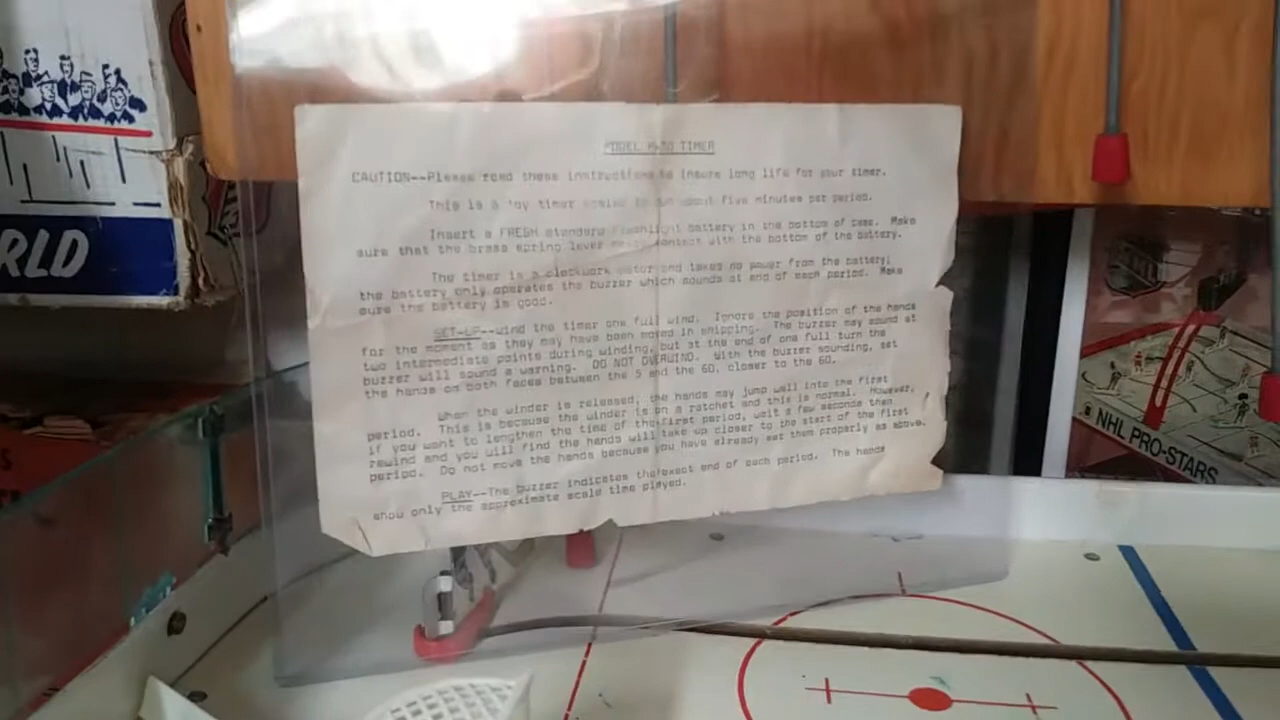 MODEL TIMER
CAUTION--Please read these instructions to insure long life for your timer.
This is a toy timer about five minutes per period.
Insert a FRESH standard battery in the bottom of case. Make
sure that the brass spring lever contact with the bottom of the battery.
The timer is a clockwork motor and takes no power from the battery;
the battery only operates the buzzer which sounds at end of each period. Make
sure the battery is good.
SET-UP--wind the timer one full wind. Ignore the position of the hands
for the moment as they may have been moved in shipping. The buzzer may sound at
two intermediate points during winding, but at the end of one full turn the
buzzer will sound a warning. DO NOT OVERWIND. With the buzzer sounding, set
the hands on both faces between the 5 and the 60, closer to the 60.
When the winder is released, the hands may jump well into the first
period. This is because the winder is on a ratchet and this is normal. However,
if you want to lengthen the time of the first period, wait a few seconds then
rewind and you will find the hands will take up closer to the start of the first
period. Do not move the hands because you have already set them properly as above.
PLAY--The buzzer indicates the exact end of each period. The hands
show only the approximate scale time played.
RLD
NHL PRO-STARS